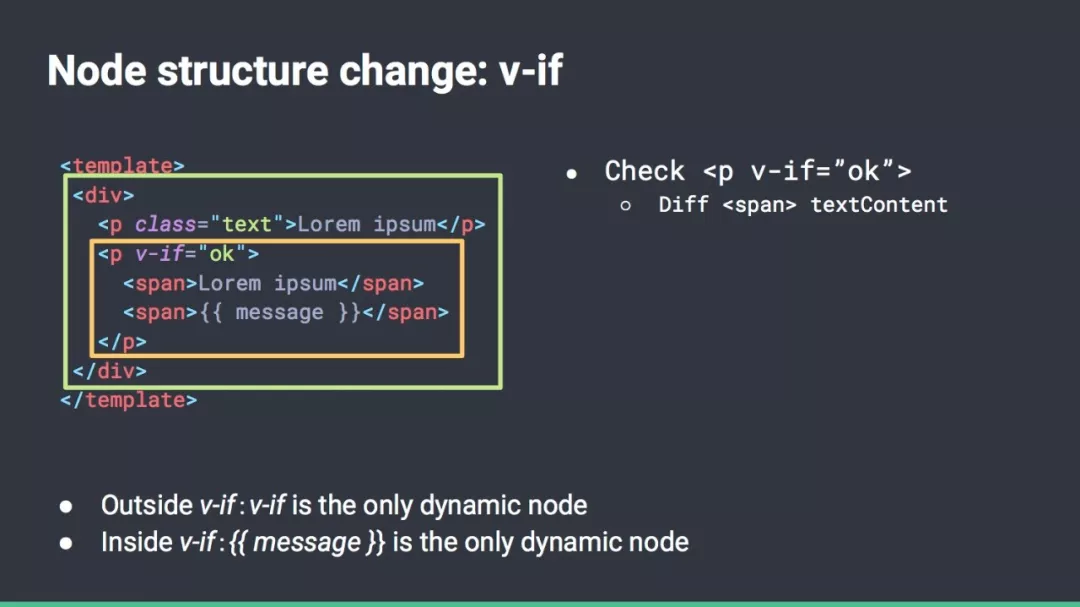 Node structure change: v-if
<template>
<div>
<p class="text">Lorem ipsum</p>
<p v-if="ok">
<span>Lorem ipsum</span>
<span>{{ message }}</span>
</p>
</div>
</template>
● Check <p v-if=”ok”>
○ Diff <span> textContent
● Outside v-if: v-if is the only dynamic node
● Inside v-if: {{ message }} is the only dynamic node